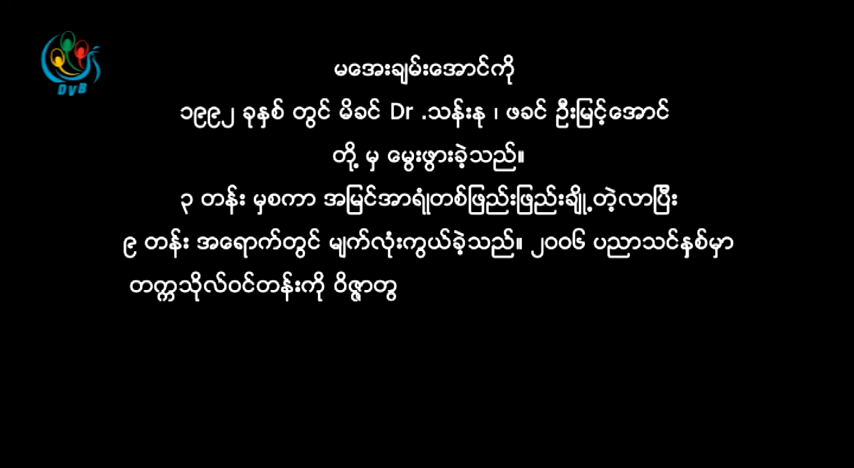 DVB
မအေးချမ်းအောင်ကို
၁၉၉၂ ခုနှစ် တွင် မိခင် Dr .သန်းနု ၊ ဖခင် ဦးမြင့်အောင်
တို့ မှ မွေးဖွားခဲ့သည်။
၃ တန်း မှစကာ အမြင်အာရုံတစ်ဖြည်းဖြည်းချို့တဲ့လာပြီး
၉ တန်း အရောက်တွင် မျက်လုံးကွယ်ခဲ့သည်။ ၂၀၀၆ ပညာသင်နှစ်မှာ
တက္ကသိုလ်ဝင်တန်းကို ဝိဇ္ဇာတွ